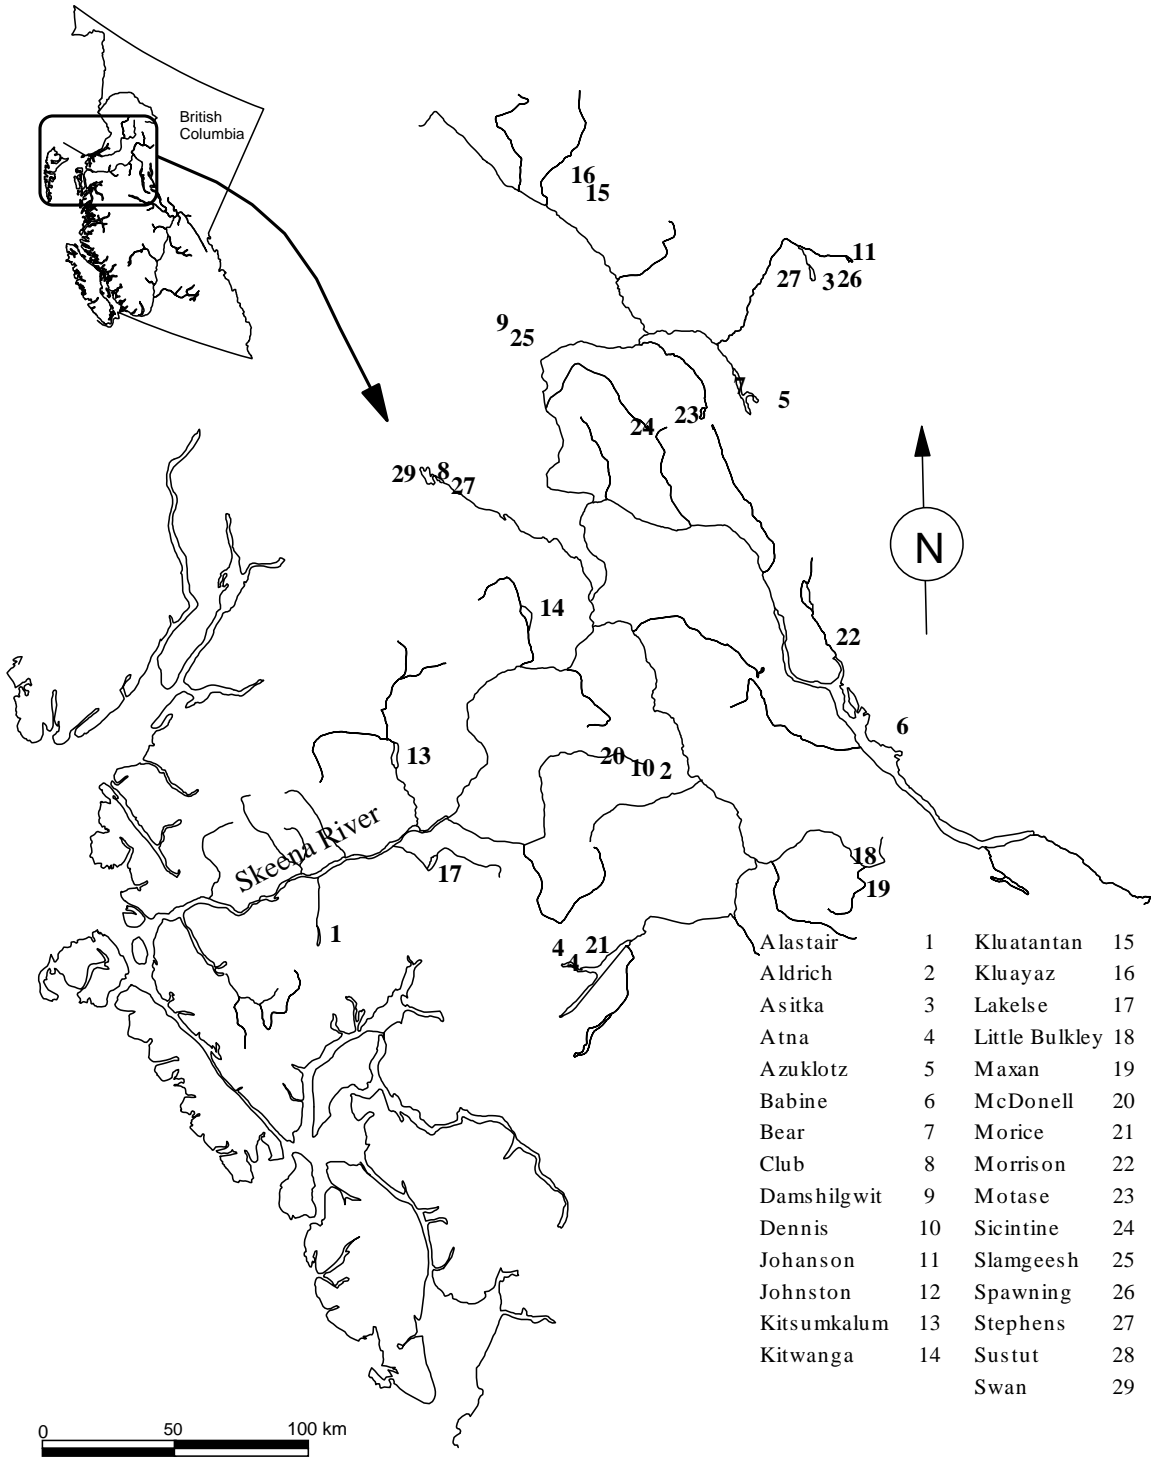 British
Columbia
16
15
11
27
3 26
9
25
7
5
23
24
29
8
27
N
14
22
6
13
20
10
2
Skeena River
17
18
19
1
4
21
4
Alastair 1 Kluatantan 15
Aldrich 2 Kluayaz 16
Asitka 3 Lakelse 17
Atna 4 Little Bulkley 18
Azuklotz 5 Maxan 19
Babine 6 McDonell 20
Bear 7 Morice 21
Club 8 Morrison 22
Damshilgwit 9 Motase 23
Dennis 10 Sicintine 24
Johanson 11 Slamgeesh 25
Johnston 12 Spawning 26
Kitsumkalum 13 Stephens 27
Kitwanga 14 Sustut 28
Swan 29
0 50 100 km